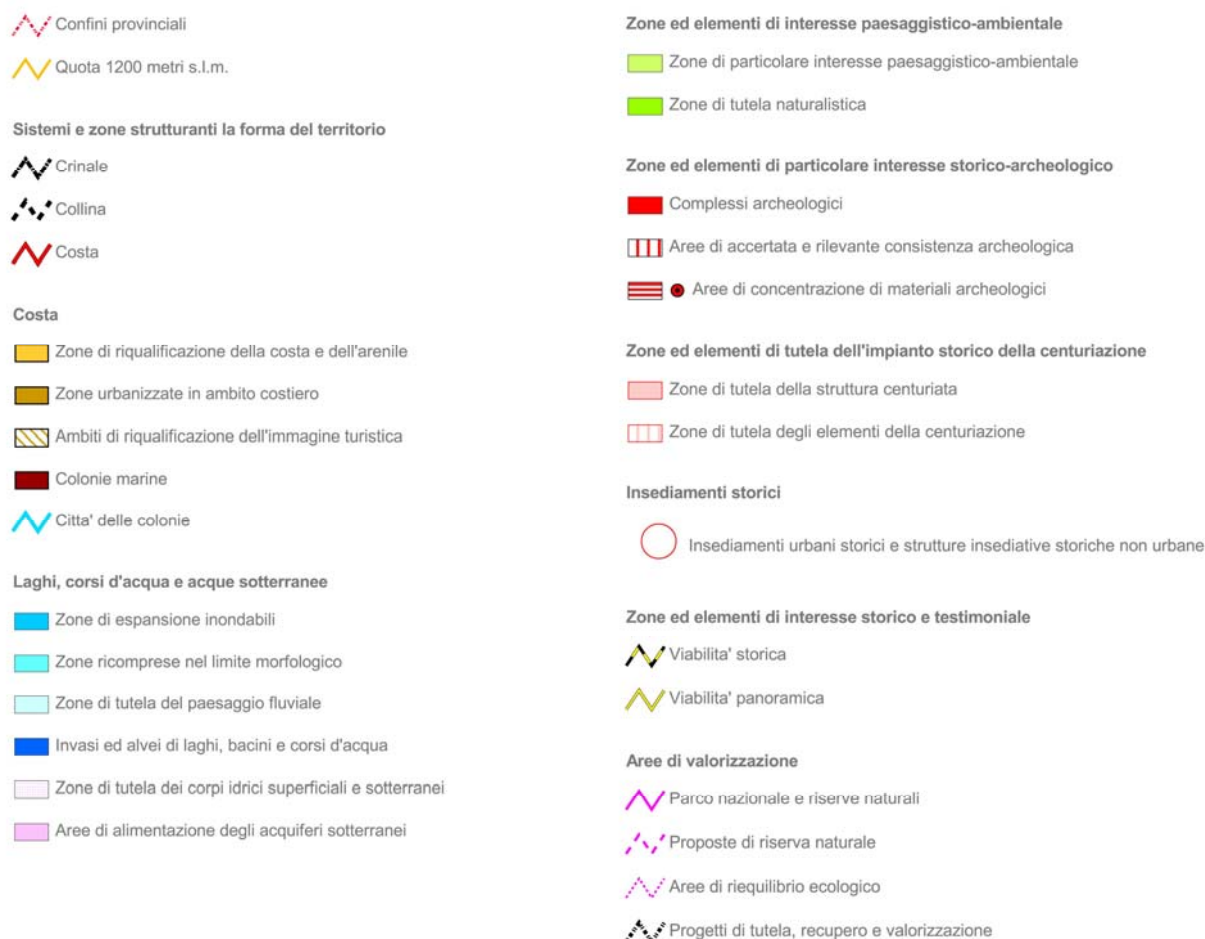 Confini provinciali
Quota 1200 metri s.l.m.
Sistemi e zone strutturanti la forma del territorio
Crinale
Collina
Costa
Costa
Zone di riqualificazione della costa e dell'arenile
Zone urbanizzate in ambito costiero
Ambiti di riqualificazione dell'immagine turistica
Colonie marine
Citta' delle colonie
Laghi, corsi d'acqua e acque sotterranee
Zone di espansione inondabili
Zone ricomprese nel limite morfologico
Zone di tutela del paesaggio fluviale
Invasi ed alvei di laghi, bacini e corsi d'acqua
Zone di tutela dei corpi idrici superficiali e sotterranei
Aree di alimentazione degli acquiferi sotterranei
Zone ed elementi di interesse paesaggistico-ambientale
Zone di particolare interesse paesaggistico-ambientale
Zone di tutela naturalistica
Zone ed elementi di particolare interesse storico-archeologico
Complessi archeologici
Aree di accertata e rilevante consistenza archeologica
Aree di concentrazione di materiali archeologici
Zone ed elementi di tutela dell'impianto storico della centuriazione
Zone di tutela della struttura centuriata
Zone di tutela degli elementi della centuriazione
Insediamenti storici
Insediamenti urbani storici e strutture insediative storiche non urbane
Zone ed elementi di interesse storico e testimoniale
Viabilita' storica
Viabilita' panoramica
Aree di valorizzazione
Parco nazionale e riserve naturali
Proposte di riserva naturale
Aree di riequilibrio ecologico
Progetti di tutela, recupero e valorizzazione